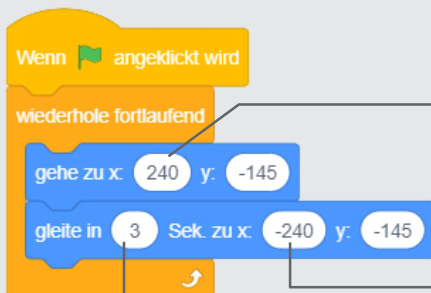 Wenn angeklickt wird
wiederhole fortlaufend
gehe zu x: 240 y: -145
gleite in 3 Sek. zu x: -240 y: -145